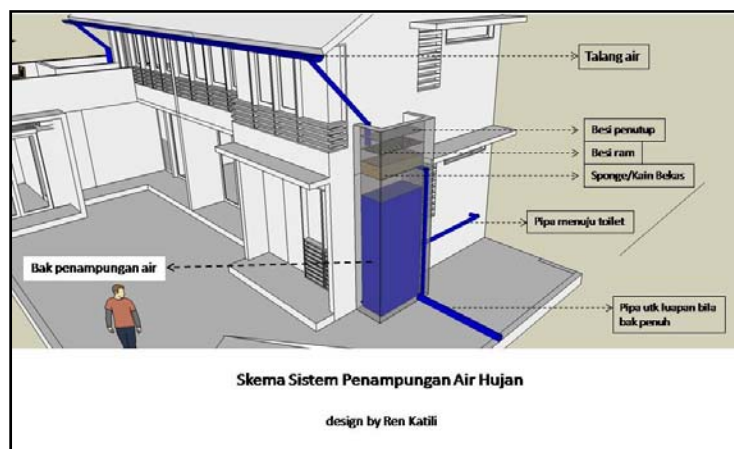 Talang air
Besi penutup
Besi ram
Sponge/Kain Bekas
Pipa menuju toilet
Bak penampungan air
Pipa utk luapan bila
bak penuh
Skema Sistem Penampungan Air Hujan
design by Ren Katili